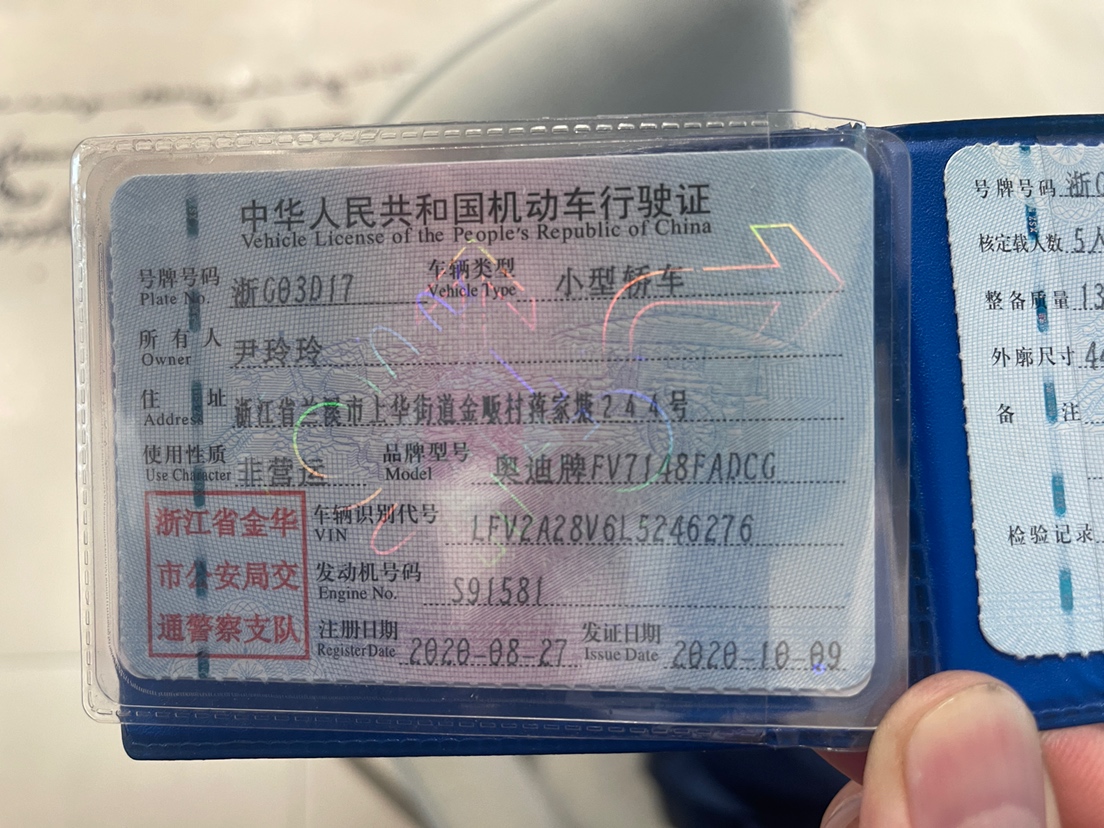 中华人民共和国机动车行驶证
Vehicle License of the People's Republic of China
号牌号码 浙G03D17 车辆类型 小型轿车
Plate No. Vehicle Type
所有人 尹玲玲
Owner
住址 浙江省兰溪市上华街道金畈村蒋家塘244号
Address
使用性质 非营运 品牌型号 奥迪牌FV7148FADCG
Use Character Model
浙江省金华
市公安局交
通警察支队
车辆识别代号 LFV2A28V6L5246276
VIN
发动机号码 S91581
Engine No.
注册日期 2020-08-27 发证日期 2020-10-09
Register Date Issue Date
号牌号码 浙G
核定载人数 5人
整备质量 13
外廓尺寸 44
备注
检验记录